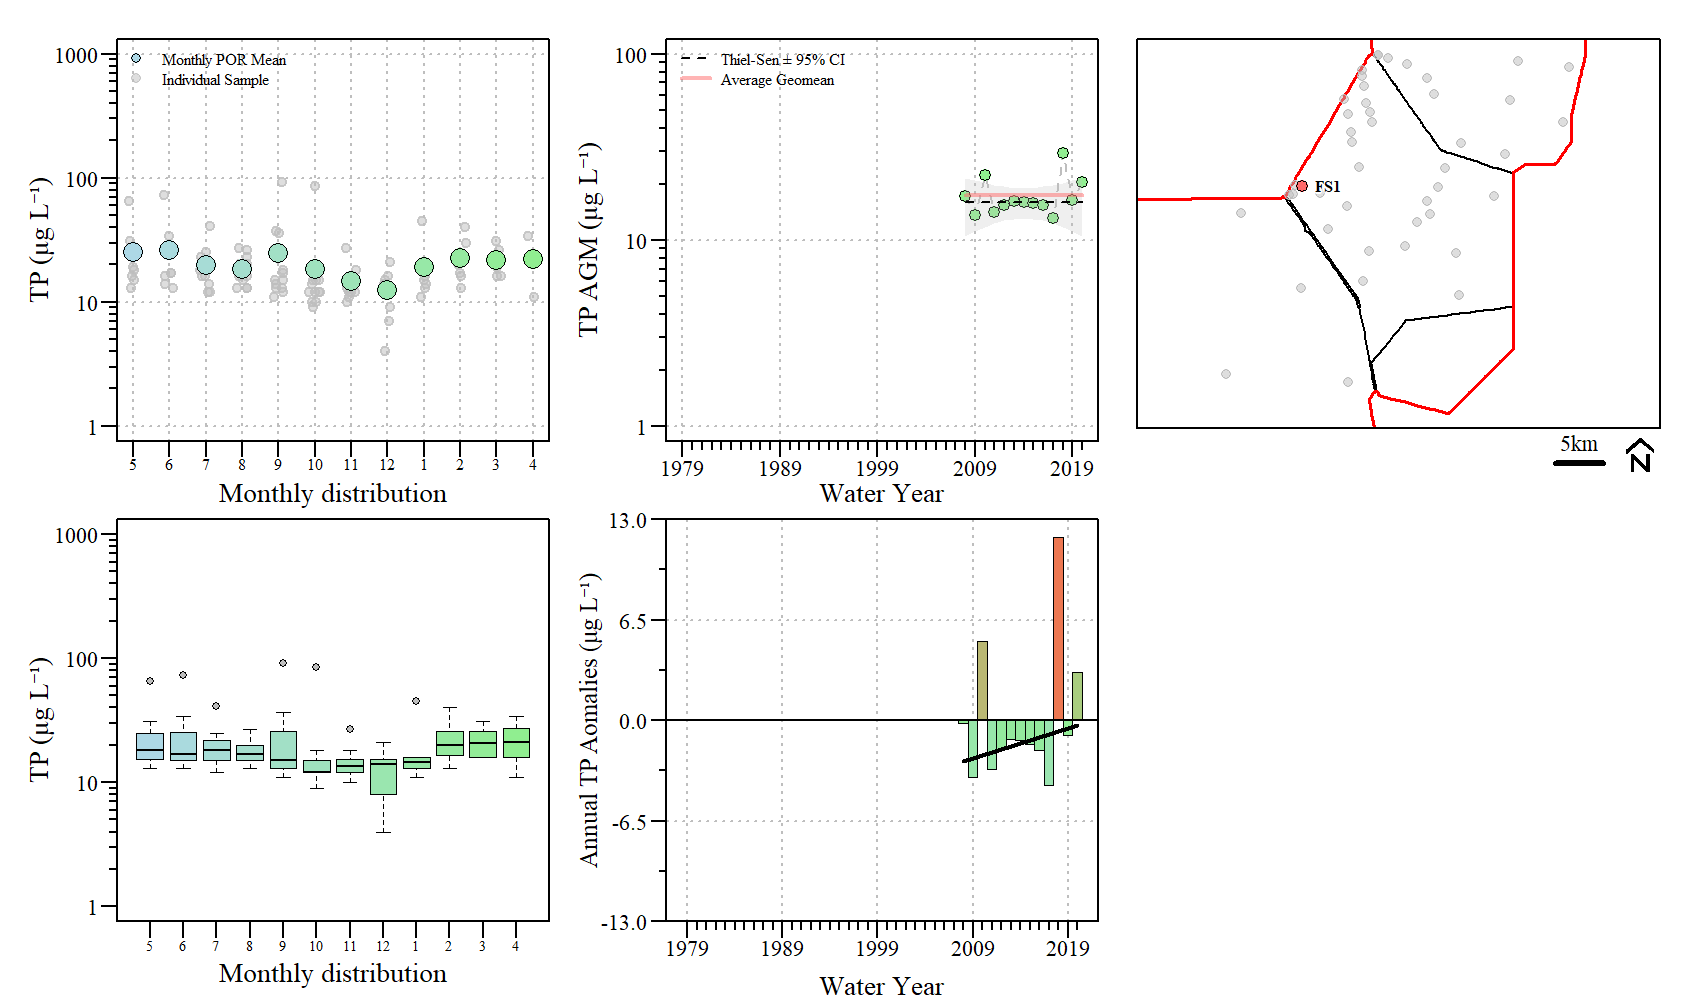 1000
100
10
1
TP (µg L⁻¹)
Monthly POR Mean
Individual Sample
5 6 7 8 9 10 11 12 1 2 3 4
Monthly distribution
100
10
1
TP AGM (µg L⁻¹)
Thiel-Sen ± 95% CI
Average Geomean
1979 1989 1999 2009 2019
Water Year
FS1
5km
N
1000
100
10
1
TP (µg L⁻¹)
5 6 7 8 9 10 11 12 1 2 3 4
Monthly distribution
13.0
6.5
0.0
-6.5
-13.0
Annual TP Aomalies (µg L⁻¹)
1979 1989 1999 2009 2019
Water Year